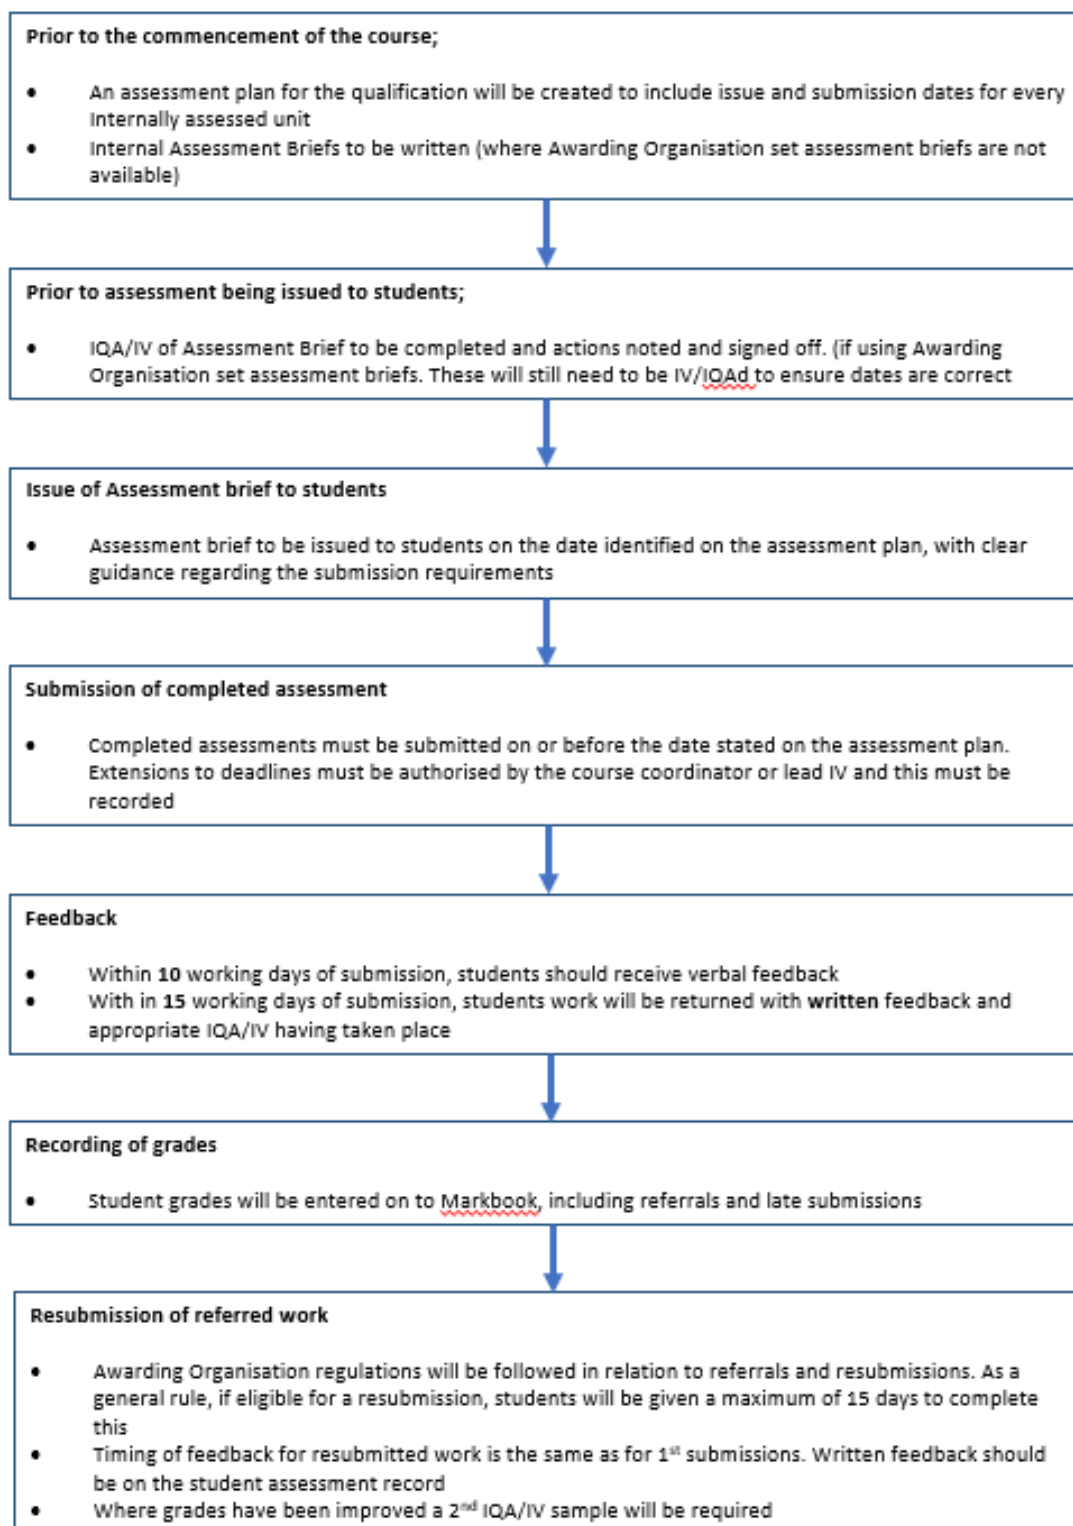 Prior to the commencement of the course;
• An assessment plan for the qualification will be created to include issue and submission dates for every
Internally assessed unit
• Internal Assessment Briefs to be written (where Awarding Organisation set assessment briefs are not
available)
Prior to assessment being issued to students;
• IQA/IV of Assessment Brief to be completed and actions noted and signed off. (if using Awarding
Organisation set assessment briefs. These will still need to be IV/IQAd to ensure dates are correct
Issue of Assessment brief to students
• Assessment brief to be issued to students on the date identified on the assessment plan, with clear
guidance regarding the submission requirements
Submission of completed assessment
• Completed assessments must be submitted on or before the date stated on the assessment plan.
Extensions to deadlines must be authorised by the course coordinator or lead IV and this must be
recorded
Feedback
• Within 10 working days of submission, students should receive verbal feedback
• With in 15 working days of submission, students work will be returned with written feedback and
appropriate IQA/IV having taken place
Recording of grades
• Student grades will be entered on to Markbook, including referrals and late submissions
Resubmission of referred work
• Awarding Organisation regulations will be followed in relation to referrals and resubmissions. As a
general rule, if eligible for a resubmission, students will be given a maximum of 15 days to complete
this
• Timing of feedback for resubmitted work is the same as for 1st submissions. Written feedback should
be on the student assessment record
• Where grades have been improved a 2nd IQA/IV sample will be required